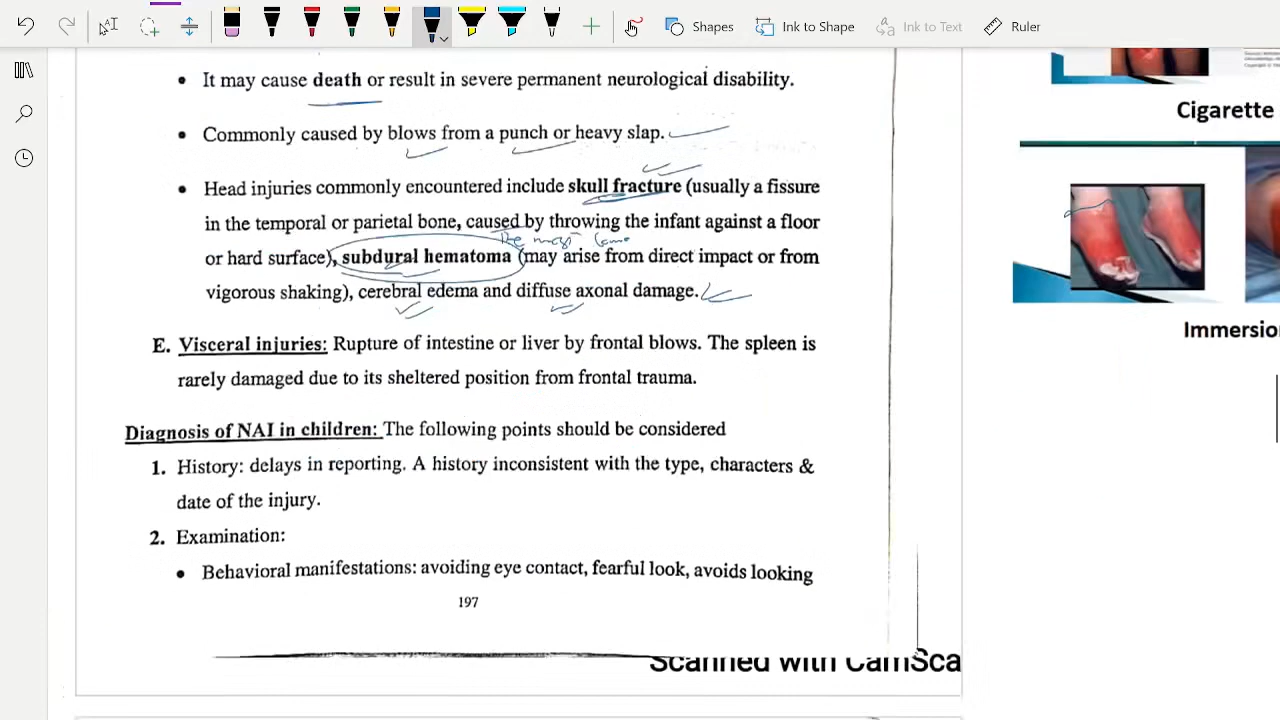 Shapes
Ink to Shape
Ink to Text
Ruler
• It may cause death or result in severe permanent neurological disability.
• Commonly caused by blows from a punch or heavy slap.
• Head injuries commonly encountered include skull fracture (usually a fissure
in the temporal or parietal bone, caused by throwing the infant against a floor
The most
or hard surface), subdural hematoma (may arise from direct impact or from
vigorous shaking), cerebral edema and diffuse axonal damage.
E. Visceral injuries: Rupture of intestine or liver by frontal blows. The spleen is
rarely damaged due to its sheltered position from frontal trauma.
Diagnosis of NAI in children: The following points should be considered
1. History: delays in reporting. A history inconsistent with the type, characters &
date of the injury.
2. Examination:
• Behavioral manifestations: avoiding eye contact, fearful look, avoids looking
197
Scanned with CamSca
Cigarette
Immersio